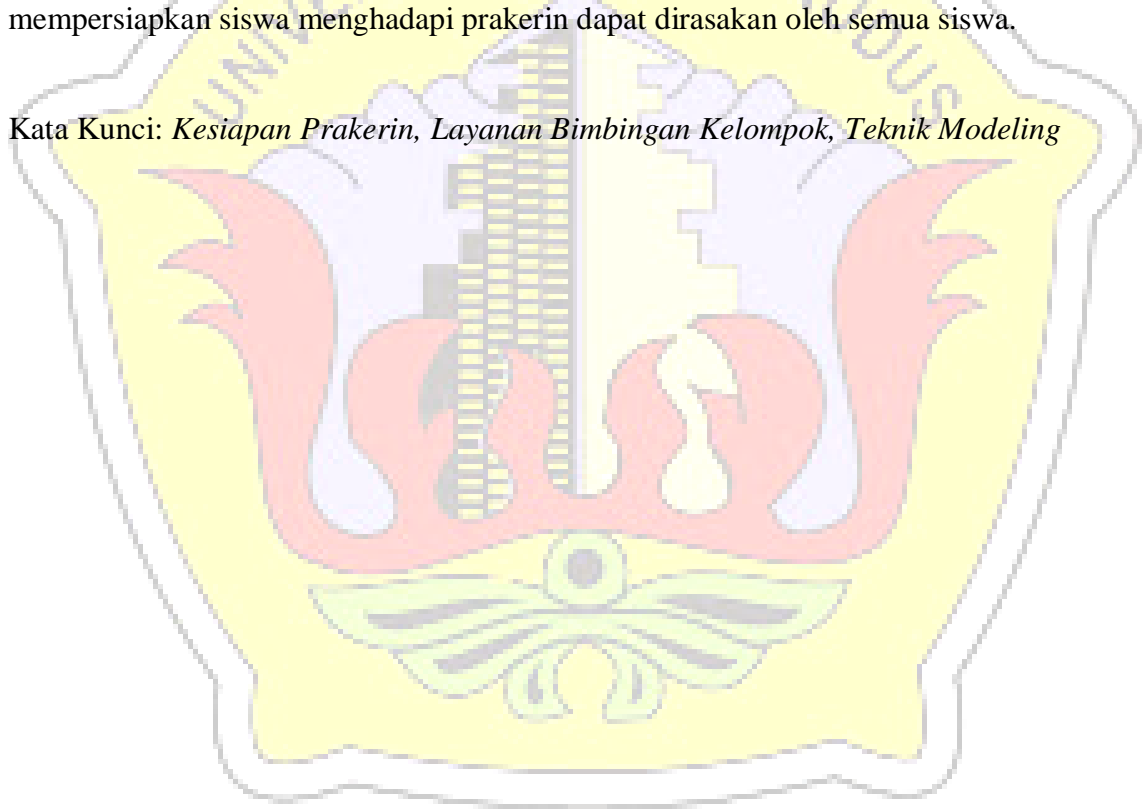 mempersiapkan siswa menghadapi prakerin dapat dirasakan oleh semua siswa.
Kata Kunci: Kesiapan Prakerin, Layanan Bimbingan Kelompok, Teknik Modeling